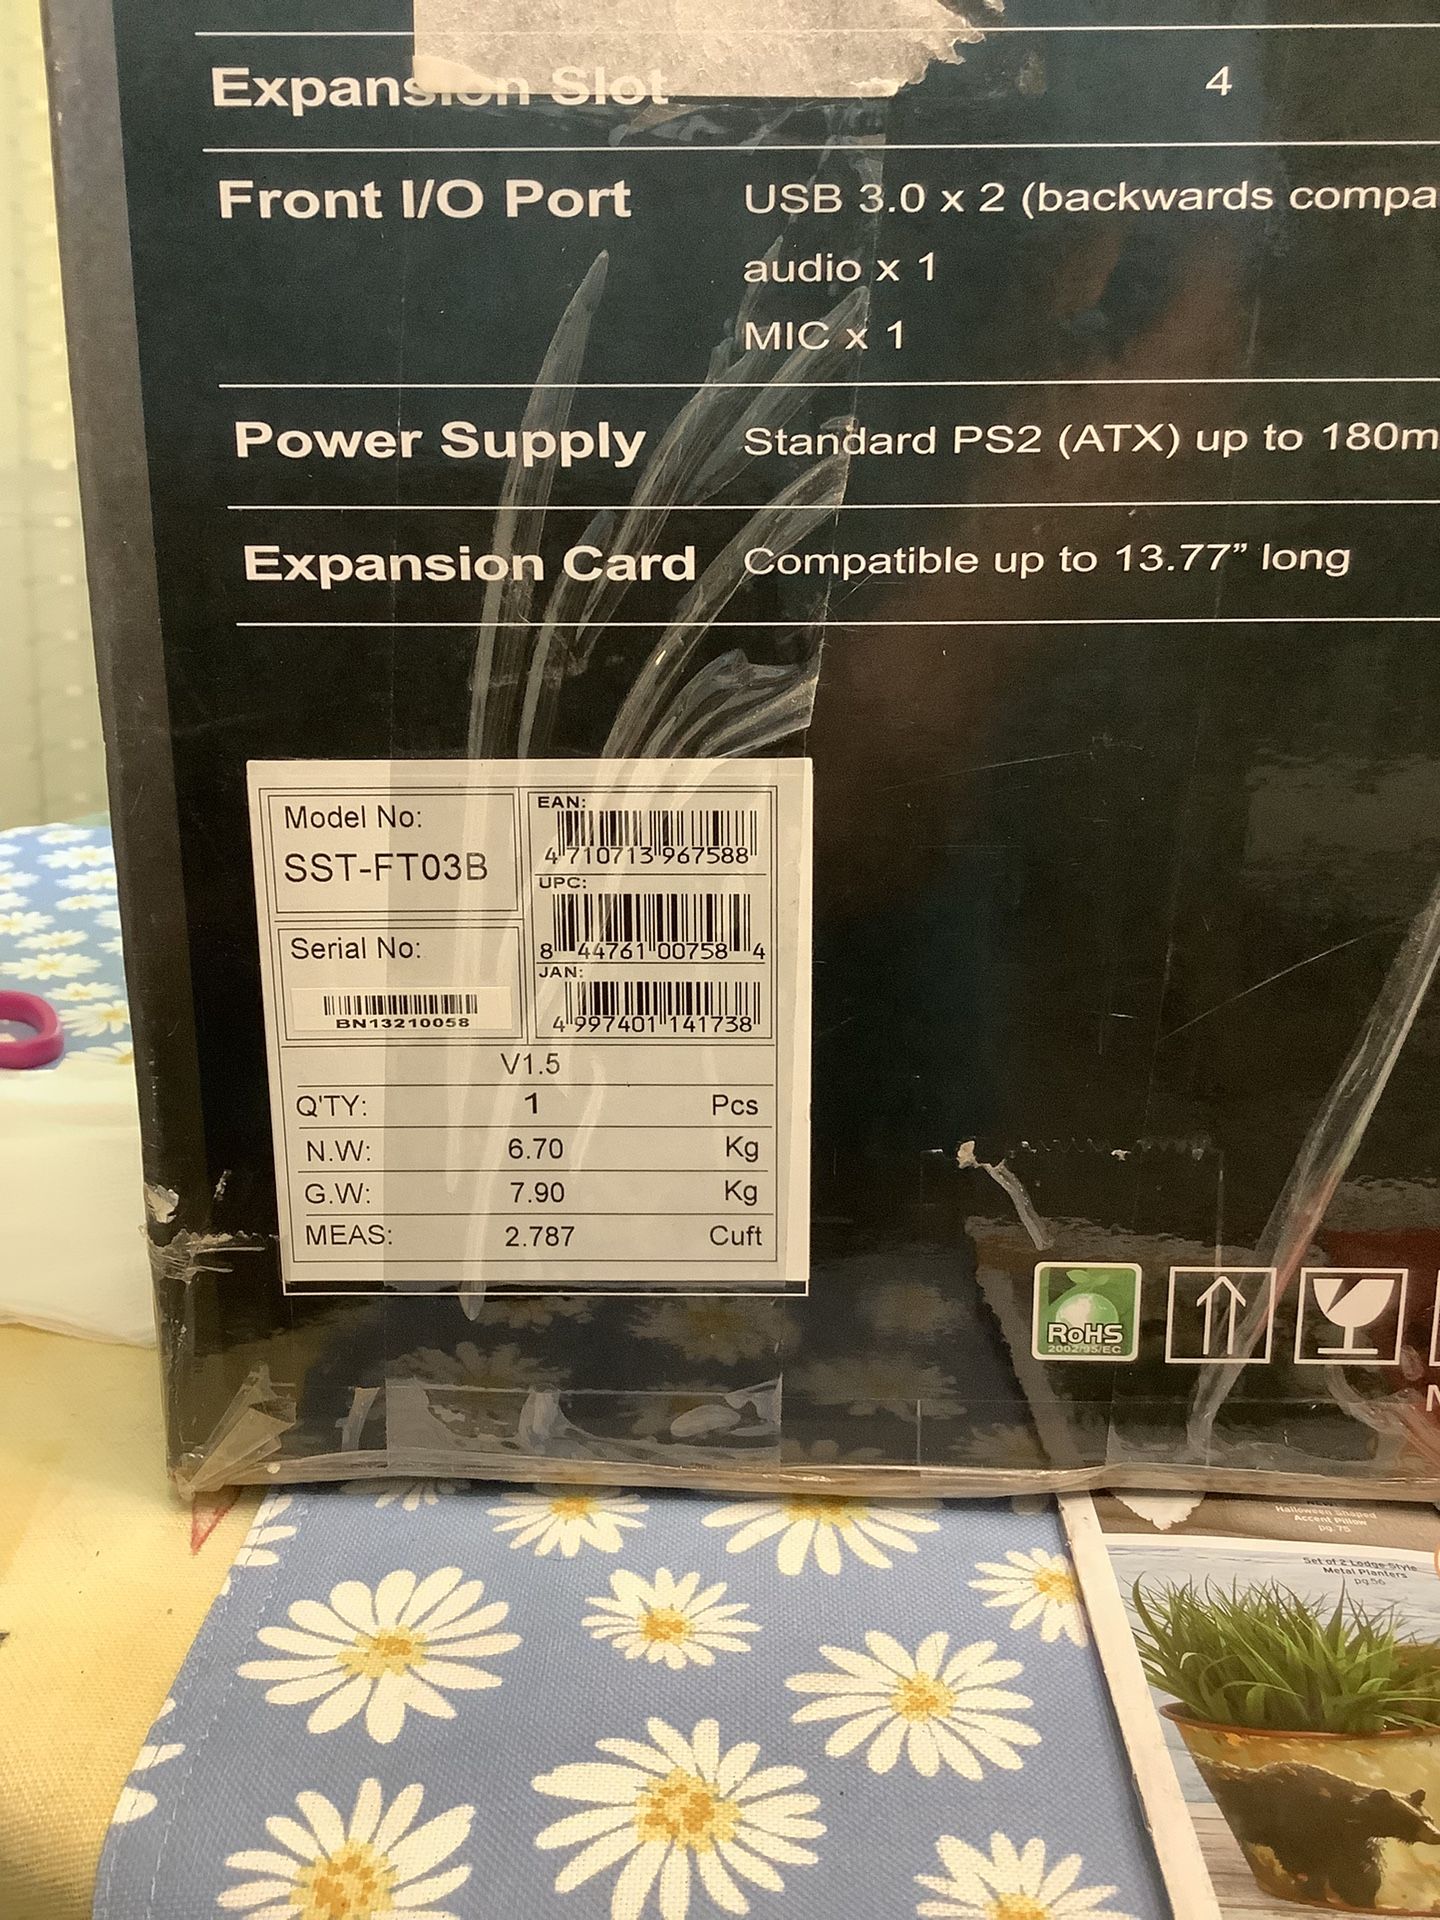 Expansion Slot 4
Front I/O Port USB 3.0 x 2 (backwards compa
audio x 1
MIC x 1
Power Supply Standard PS2 (ATX) up to 180m
Expansion Card Compatible up to 13.77” long
Model No:
SST-FT03B
Serial No:
BN13210058
EAN:
4 710713 967588
UPC:
8 44761 00758 4
JAN:
4 997401 141738
V1.5
Q'TY: 1 Pcs
N.W: 6.70 Kg
G.W: 7.90 Kg
MEAS: 2.787 Cuft
RoHS
2002/95/EC
Halloween Shaped
Accent Pillow
pg.75
Set of 2 Lodge-Style
Metal Planters
pg.56